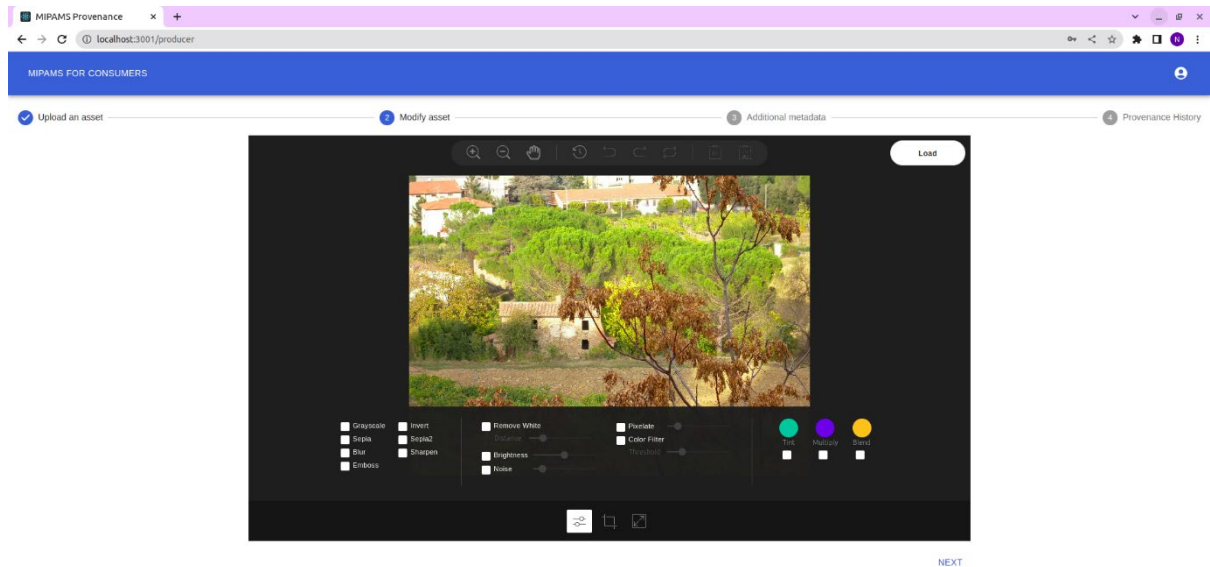 MIPAMS Provenance
localhost:3001/producer
N
MIPAMS FOR CONSUMERS
Upload an asset
2 Modify asset
3 Additional metadata
4 Provenance History
Load
Grayscale Invert
Sepia Sepia2
Blur Sharpen
Emboss
Remove White
Distance
Brightness
Noise
Pixelate
Color Filter
Threshold
Tint Multiply Blend
NEXT